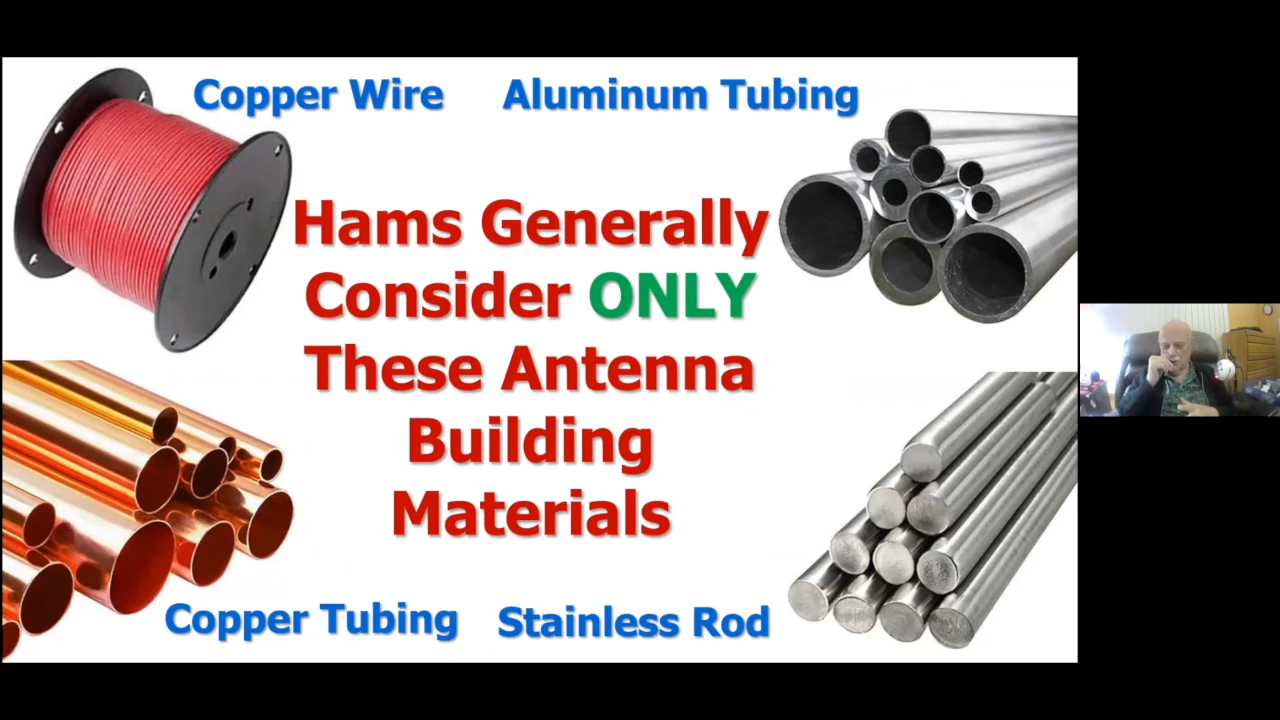 Copper Wire
Aluminum Tubing
Hams Generally
Consider ONLY
These Antenna
Building
Materials
Copper Tubing
Stainless Rod